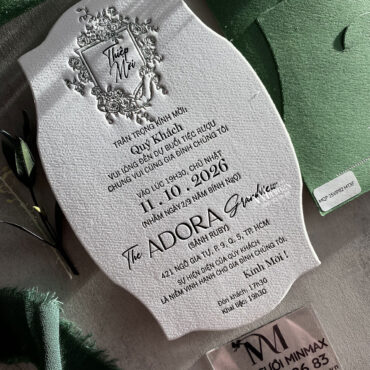 Thiệp
Mời
TRÂN TRỌNG KÍNH MỜI:
Quý Khách
VUI LÒNG ĐẾN DỰ BUỔI TIỆC RƯỢU
CHUNG VUI CÙNG GIA ĐÌNH CHÚNG TÔI
VÀO LÚC 19H30, CHỦ NHẬT
11.10.2026
(NHẰM NGÀY 2/9 NĂM BÍNH NGỌ)
The ADORA Grandview
(SẢNH RUBY)
421 NGÔ GIA TỰ, P. 9, Q. 5, TP. HCM
SỰ HIỆN DIỆN CỦA QUÝ KHÁCH
LÀ NIỀM VINH HẠNH CHO GIA ĐÌNH CHÚNG TÔI.
Kính Mời!
Đón khách: 17h30
Khai tiệc: 19h30
MINMAX
86 83